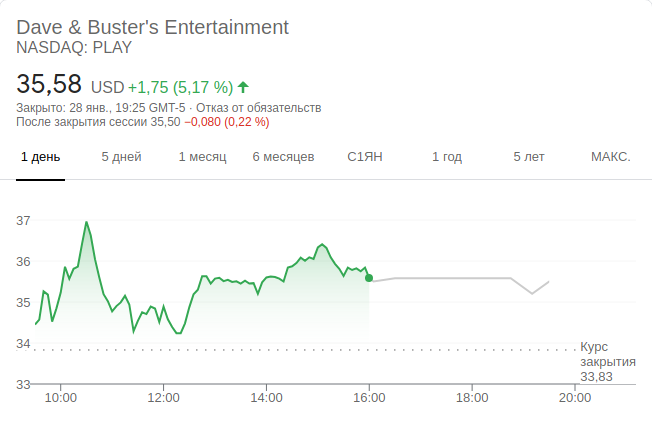 Dave & Buster's Entertainment
NASDAQ: PLAY
35,58 USD +1,75 (5,17 %)
Закрыто: 28 янв., 19:25 GMT-5 · Отказ от обязательств
После закрытия сессии 35,50 −0,080 (0,22 %)
1 день 5 дней 1 месяц 6 месяцев С1ЯН 1 год 5 лет МАКС.
37
36
35
34
33
Курс
закрытия
33,83
10:00 12:00 14:00 16:00 18:00 20:00